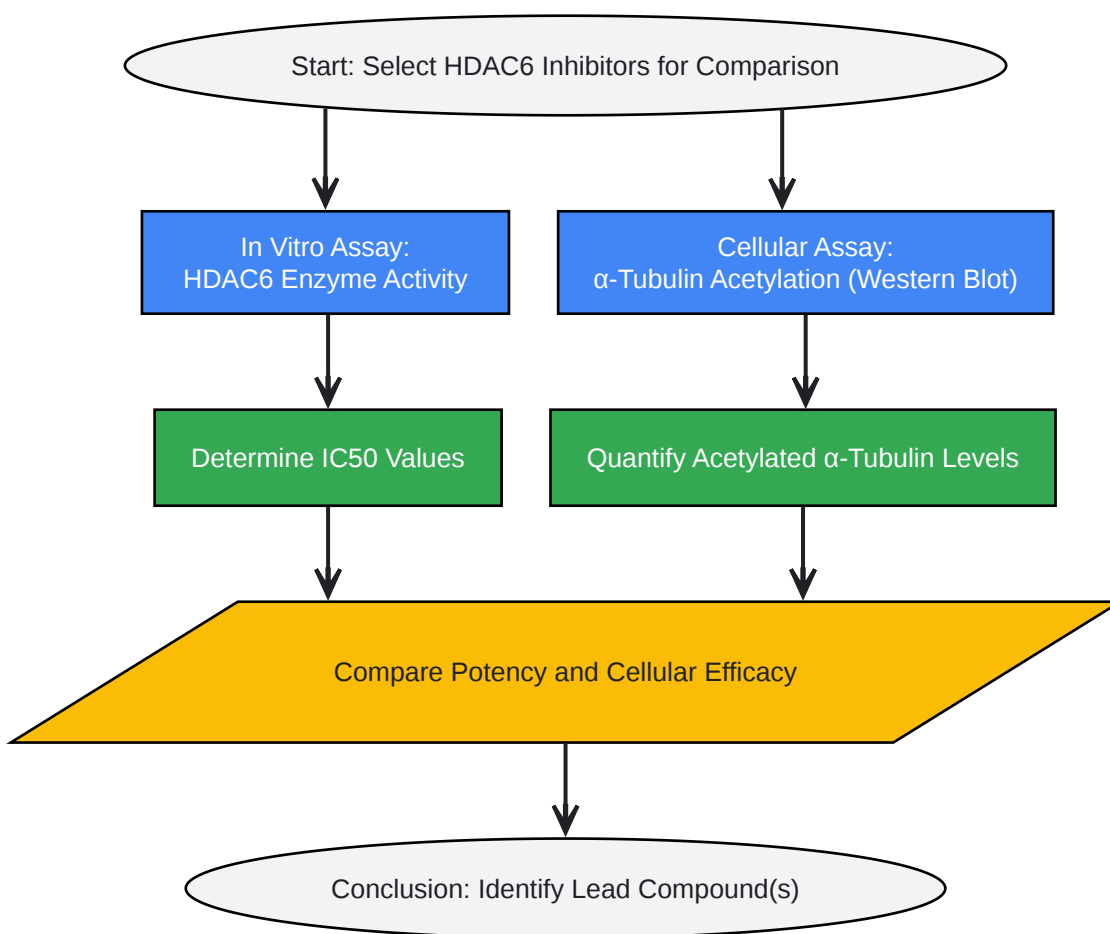 Start: Select HDAC6 Inhibitors for Comparison
In Vitro Assay:
HDAC6 Enzyme Activity
Cellular Assay:
α-Tubulin Acetylation (Western Blot)
Determine IC50 Values
Quantify Acetylated α-Tubulin Levels
Compare Potency and Cellular Efficacy
Conclusion: Identify Lead Compound(s)